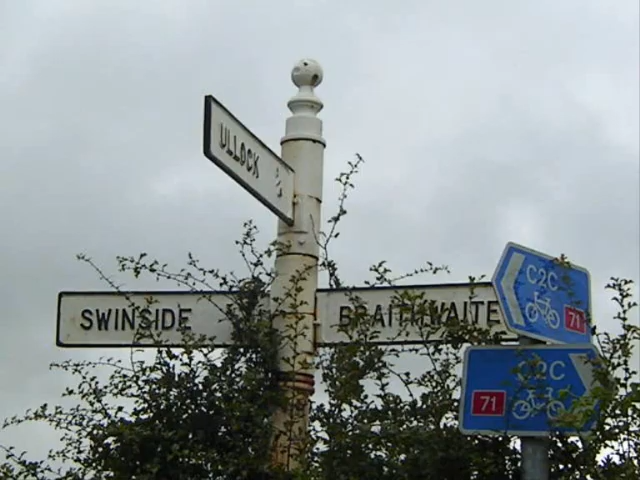 ULLOCK
SWINSIDE
BRAITHWAITE
C2C
71
C2C
71